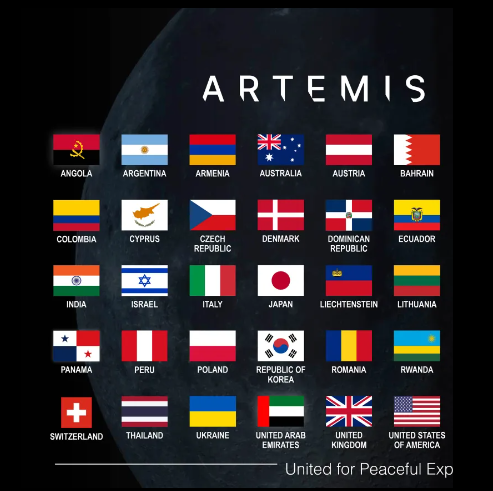 ARTEMIS
ANGOLA ARGENTINA ARMENIA AUSTRALIA AUSTRIA BAHRAIN
COLOMBIA CYPRUS CZECH REPUBLIC DENMARK DOMINICAN REPUBLIC ECUADOR
INDIA ISRAEL ITALY JAPAN LIECHTENSTEIN LITHUANIA
PANAMA PERU POLAND REPUBLIC OF KOREA ROMANIA RWANDA
SWITZERLAND THAILAND UKRAINE UNITED ARAB EMIRATES UNITED KINGDOM UNITED STATES OF AMERICA
United for Peaceful Exp